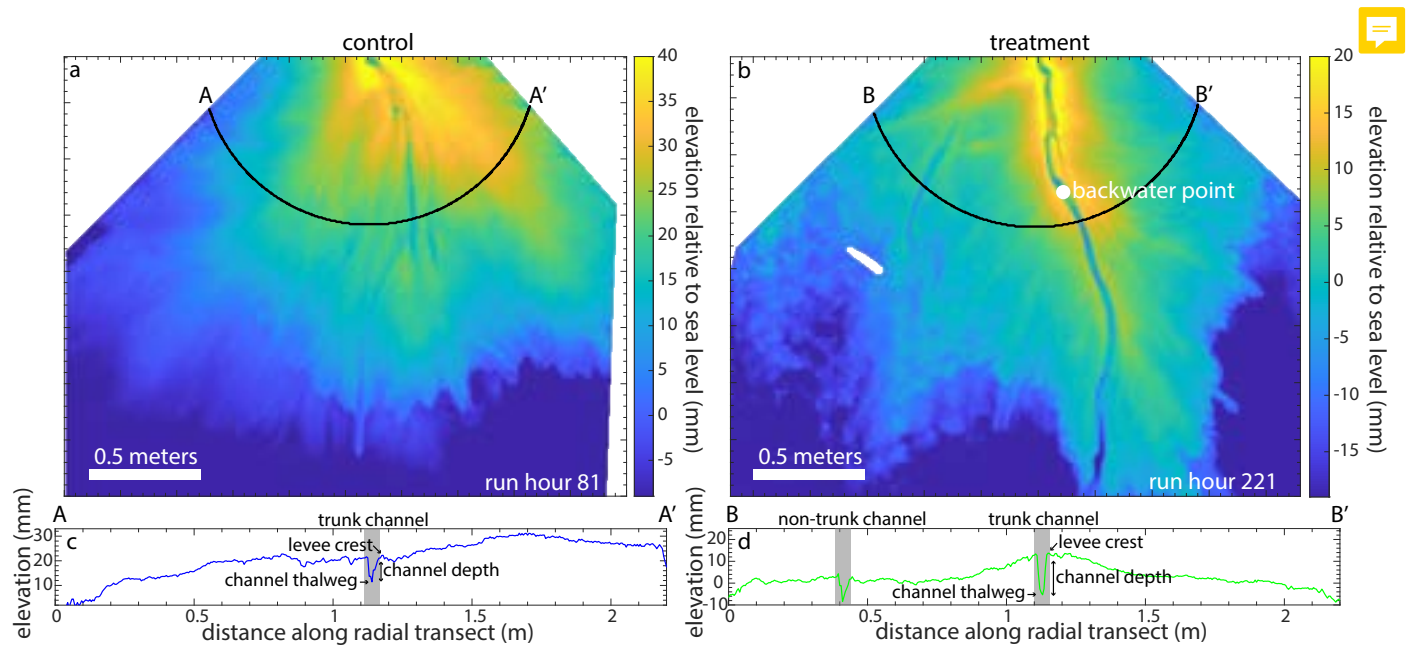 control
treatment
a
A
A′
0.5 meters
run hour 81
40
35
30
25
20
15
10
5
0
-5
elevation relative to sea level (mm)
b
B
B′
backwater point
0.5 meters
run hour 221
20
15
10
5
0
-5
-10
-15
elevation relative to sea level (mm)
A
trunk channel
A′
c
levee crest
channel thalweg
channel depth
30
20
10
elevation (mm)
0
0.5
1
1.5
2
distance along radial transect (m)
B
non-trunk channel
trunk channel
B′
d
levee crest
channel depth
channel thalweg
20
10
0
-10
elevation (mm)
0
0.5
1
1.5
2
distance along radial transect (m)